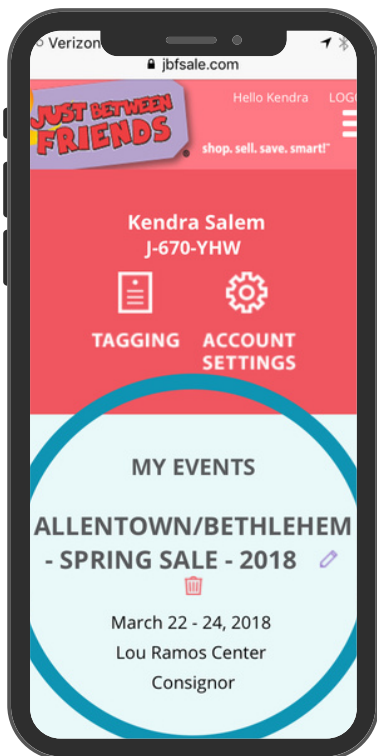 Verizon
jbfsale.com
Hello Kendra LOG
JUST BETWEEN
FRIENDS
shop. sell. save. smart!
Kendra Salem
J-670-YHW
TAGGING ACCOUNT
SETTINGS
MY EVENTS
ALLENTOWN/BETHLEHEM
- SPRING SALE - 2018
March 22 - 24, 2018
Lou Ramos Center
Consignor